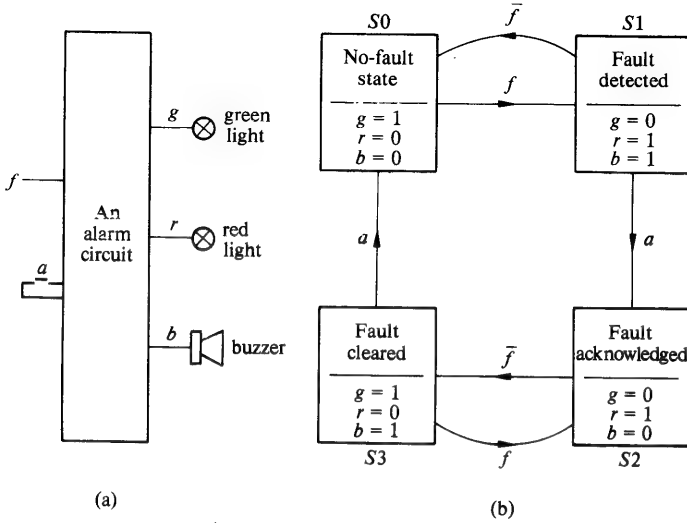 f
a
An
alarm
circuit
g
green
light
r
red
light
b
buzzer
(a)
S0
No-fault
state
g = 1
r = 0
b = 0
f̄
f
S1
Fault
detected
g = 0
r = 1
b = 1
a
a
Fault
cleared
g = 1
r = 0
b = 1
S3
f̄
f
Fault
acknowledged
g = 0
r = 1
b = 0
S2
(b)